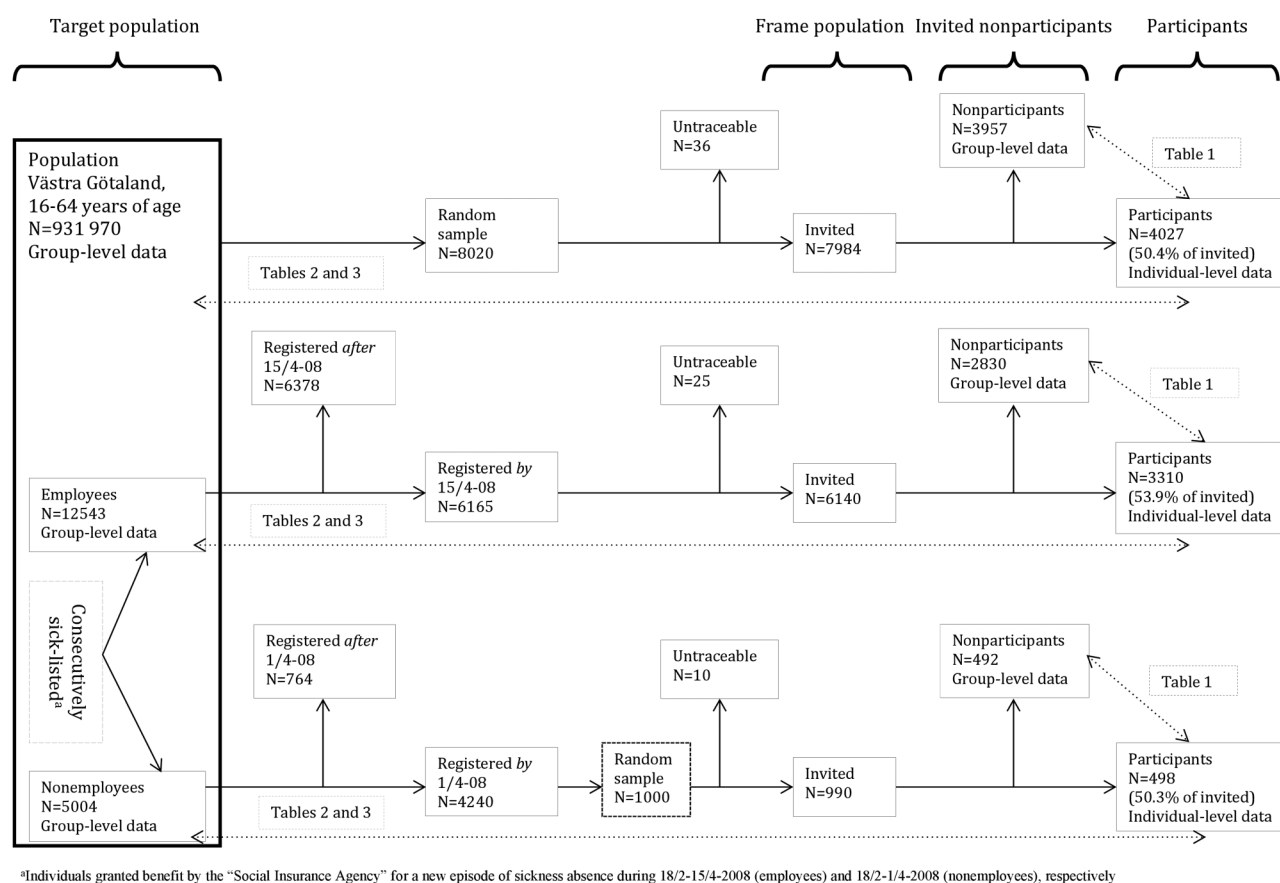 Target population
Frame population
Invited nonparticipants
Participants
Population
Västra Götaland,
16-64 years of age
N=931 970
Group-level data
Random
sample
N=8020
Untraceable
N=36
Invited
N=7984
Nonparticipants
N=3957
Group-level data
Table 1
Participants
N=4027
(50.4% of invited)
Individual-level data
Tables 2 and 3
Employees
N=12543
Group-level data
Registered after
15/4-08
N=6378
Registered by
15/4-08
N=6165
Untraceable
N=25
Invited
N=6140
Nonparticipants
N=2830
Group-level data
Table 1
Participants
N=3310
(53.9% of invited)
Individual-level data
Tables 2 and 3
Consecutively
sick-listedᵃ
Nonemployees
N=5004
Group-level data
Registered after
1/4-08
N=764
Registered by
1/4-08
N=4240
Random
sample
N=1000
Untraceable
N=10
Invited
N=990
Nonparticipants
N=492
Group-level data
Table 1
Participants
N=498
(50.3% of invited)
Individual-level data
Tables 2 and 3
ᵃIndividuals granted benefit by the “Social Insurance Agency” for a new episode of sickness absence during 18/2-15/4-2008 (employees) and 18/2-1/4-2008 (nonemployees), respectively